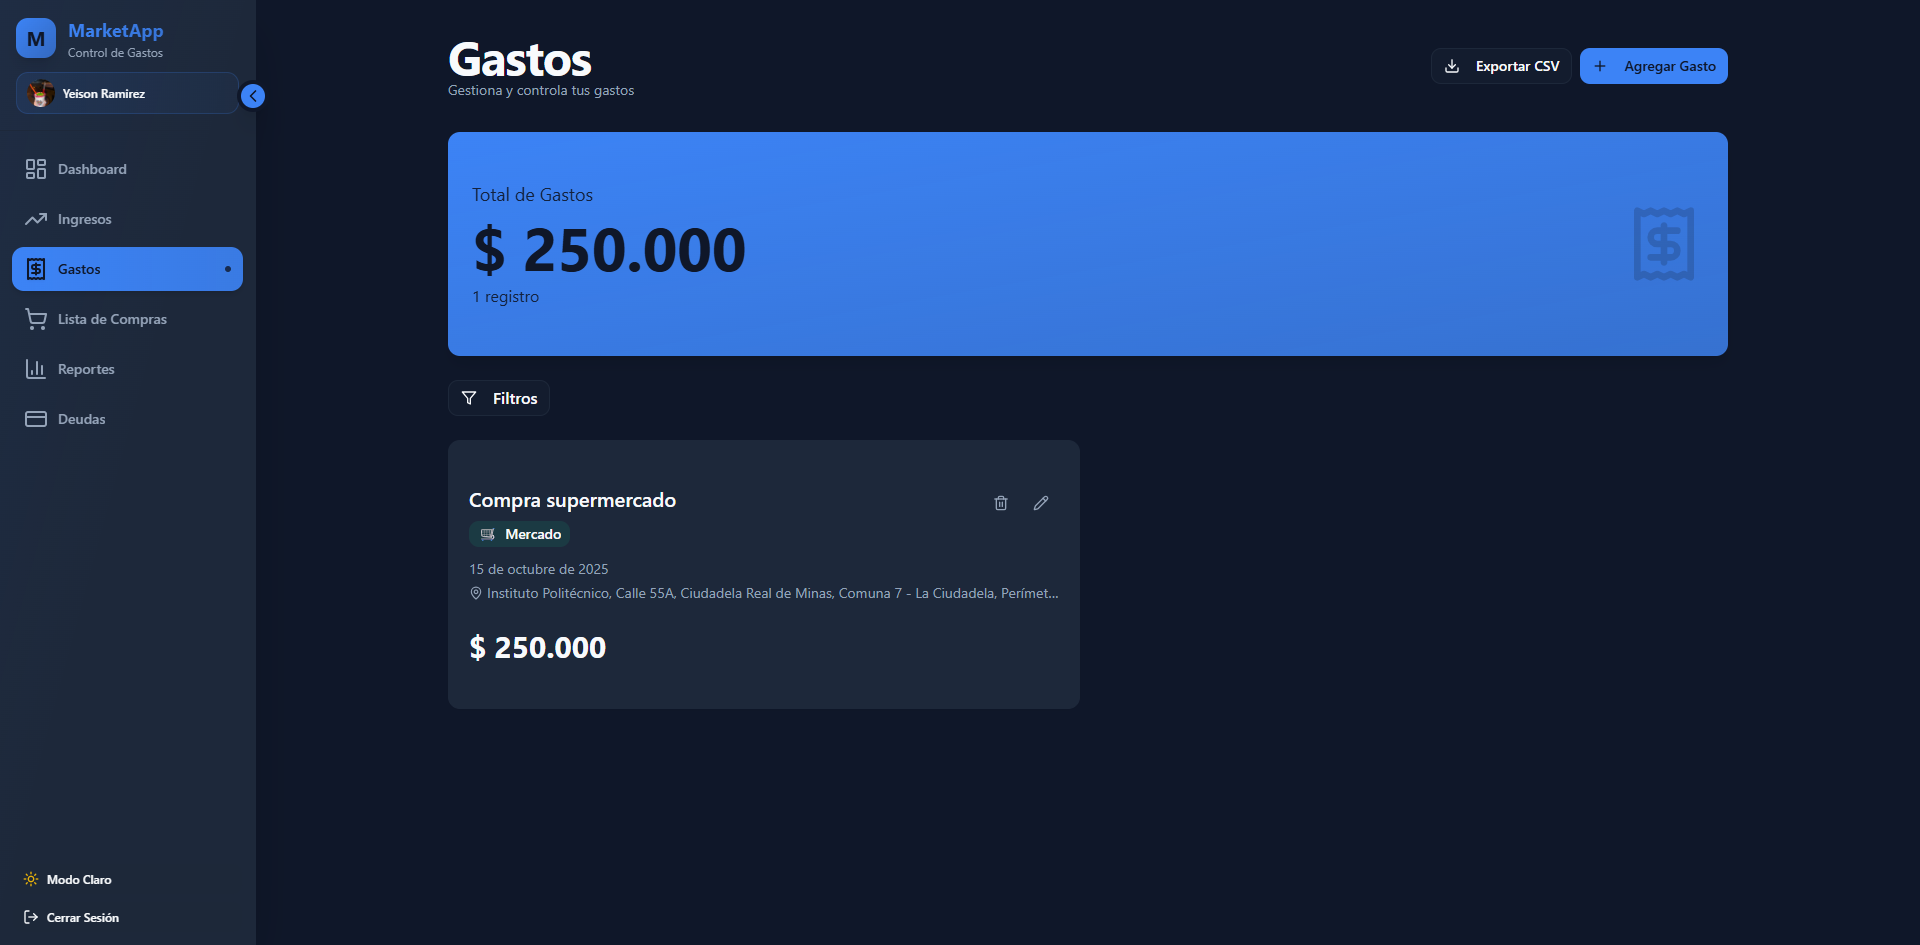 M
MarketApp
Control de Gastos
Yeison Ramirez
Dashboard
Ingresos
Gastos
Lista de Compras
Reportes
Deudas
Modo Claro
Cerrar Sesión
Gastos
Gestiona y controla tus gastos
Exportar CSV
Agregar Gasto
Total de Gastos
$ 250.000
1 registro
Filtros
Compra supermercado
Mercado
15 de octubre de 2025
Instituto Politécnico, Calle 55A, Ciudadela Real de Minas, Comuna 7 - La Ciudadela, Perímet...
$ 250.000